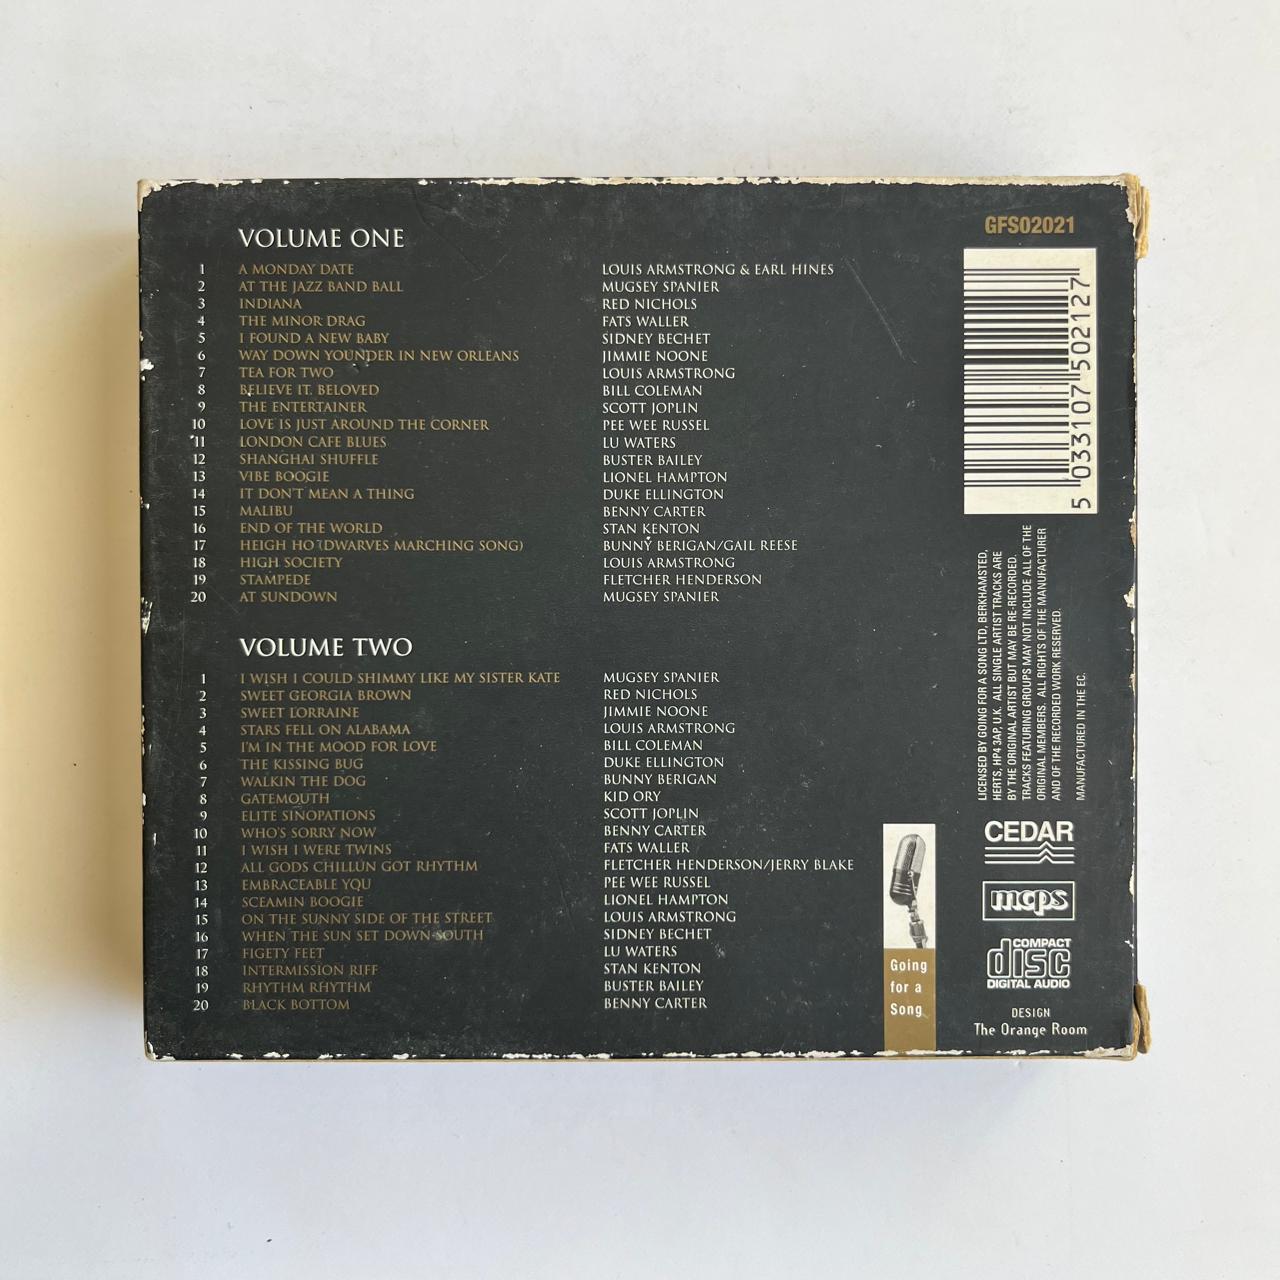 VOLUME ONE
1 A MONDAY DATE LOUIS ARMSTRONG & EARL HINES
2 AT THE JAZZ BAND BALL MUGSEY SPANIER
3 INDIANA RED NICHOLS
4 THE MINOR DRAG FATS WALLER
5 I FOUND A NEW BABY SIDNEY BECHET
6 WAY DOWN YOUNDER IN NEW ORLEANS JIMMIE NOONE
7 TEA FOR TWO LOUIS ARMSTRONG
8 BELIEVE IT. BELOVED BILL COLEMAN
9 THE ENTERTAINER SCOTT JOPLIN
10 LOVE IS JUST AROUND THE CORNER PEE WEE RUSSEL
11 LONDON CAFE BLUES LU WATERS
12 SHANGHAI SHUFFLE BUSTER BAILEY
13 VIBE BOOGIE LIONEL HAMPTON
14 IT DON'T MEAN A THING DUKE ELLINGTON
15 MALIBU BENNY CARTER
16 END OF THE WORLD STAN KENTON
17 HEIGH HO (DWARVES MARCHING SONG) BUNNY BERIGAN/GAIL REESE
18 HIGH SOCIETY LOUIS ARMSTRONG
19 STAMPEDE FLETCHER HENDERSON
20 AT SUNDOWN MUGSEY SPANIER
VOLUME TWO
1 I WISH I COULD SHIMMY LIKE MY SISTER KATE MUGSEY SPANIER
2 SWEET GEORGIA BROWN RED NICHOLS
3 SWEET LORRAINE JIMMIE NOONE
4 STARS FELL ON ALABAMA LOUIS ARMSTRONG
5 I'M IN THE MOOD FOR LOVE BILL COLEMAN
6 THE KISSING BUG DUKE ELLINGTON
7 WALKIN THE DOG BUNNY BERIGAN
8 GATEMOUTH KID ORY
9 ELITE SINOPATIONS SCOTT JOPLIN
10 WHO'S SORRY NOW BENNY CARTER
11 I WISH I WERE TWINS FATS WALLER
12 ALL GODS CHILLUN GOT RHYTHM FLETCHER HENDERSON/JERRY BLAKE
13 EMBRACEABLE YOU PEE WEE RUSSEL
14 SCEAMIN BOOGIE LIONEL HAMPTON
15 ON THE SUNNY SIDE OF THE STREET LOUIS ARMSTRONG
16 WHEN THE SUN SET DOWN SOUTH SIDNEY BECHET
17 FIGETY FEET LU WATERS
18 INTERMISSION RIFF STAN KENTON
19 RHYTHM RHYTHM BUSTER BAILEY
20 BLACK BOTTOM BENNY CARTER
GFS02021
5 033107 502127
LICENSED BY GOING FOR A SONG LTD, BERKHAMSTED,
HERTS, HP4 3AP, U.K. ALL SINGLE ARTIST TRACKS ARE
BY THE ORIGINAL ARTIST BUT MAY BE RE-RECORDED.
TRACKS FEATURING GROUPS MAY NOT INCLUDE ALL OF THE
ORIGINAL MEMBERS. ALL RIGHTS OF THE MANUFACTURER
AND OF THE RECORDED WORK RESERVED.
MANUFACTURED IN THE EC.
CEDAR
mcps
COMPACT
disc
DIGITAL AUDIO
Going
for a
Song
DESIGN
The Orange Room